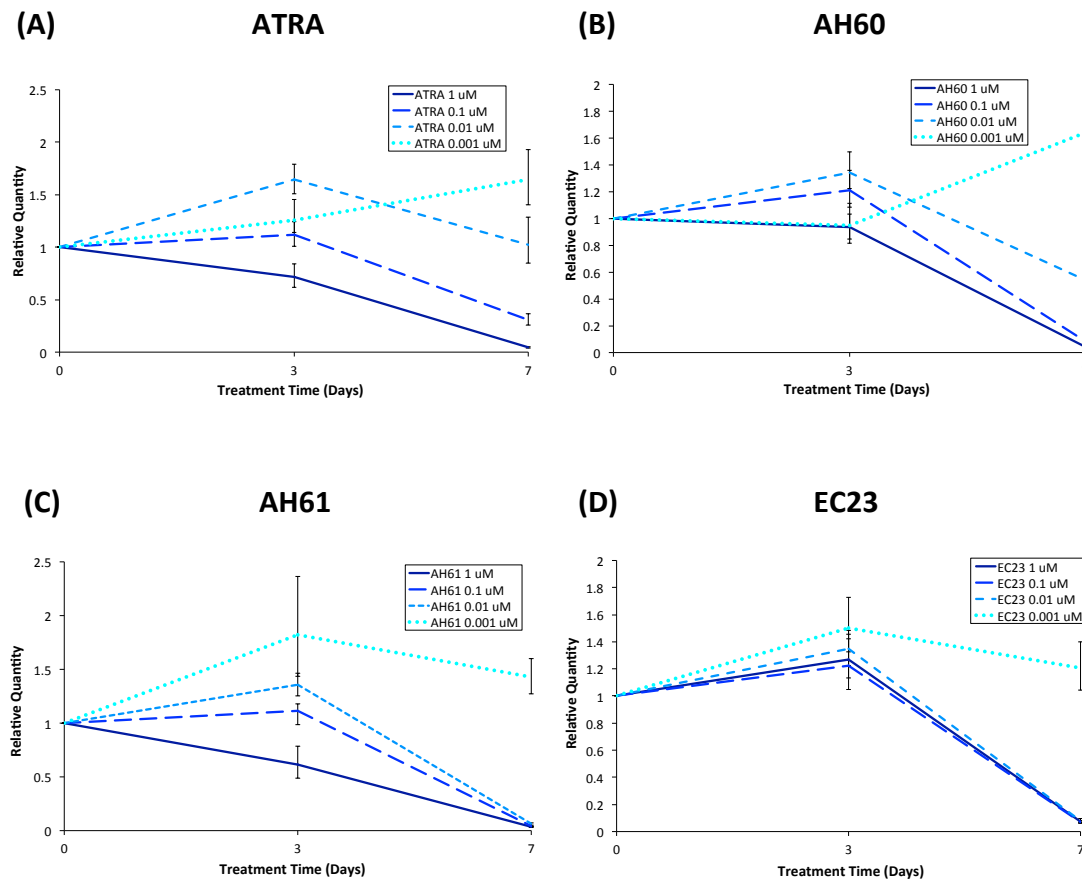 (A) ATRA
2.5
2
1.5
1
0.5
0
0 3 7
Relative Quantity
Treatment Time (Days)
ATRA 1 uM
ATRA 0.1 uM
ATRA 0.01 uM
ATRA 0.001 uM
(B) AH60
2
1.8
1.6
1.4
1.2
1
0.8
0.6
0.4
0.2
0
0 3
Relative Quantity
Treatment Time (Days)
AH60 1 uM
AH60 0.1 uM
AH60 0.01 uM
AH60 0.001 uM
(C) AH61
2.5
2
1.5
1
0.5
0
0 3 7
Relative Quantity
Treatment Time (Days)
AH61 1 uM
AH61 0.1 uM
AH61 0.01 uM
AH61 0.001 uM
(D) EC23
2
1.8
1.6
1.4
1.2
1
0.8
0.6
0.4
0.2
0
0 3 7
Relative Quantity
Treatment Time (Days)
EC23 1 uM
EC23 0.1 uM
EC23 0.01 uM
EC23 0.001 uM